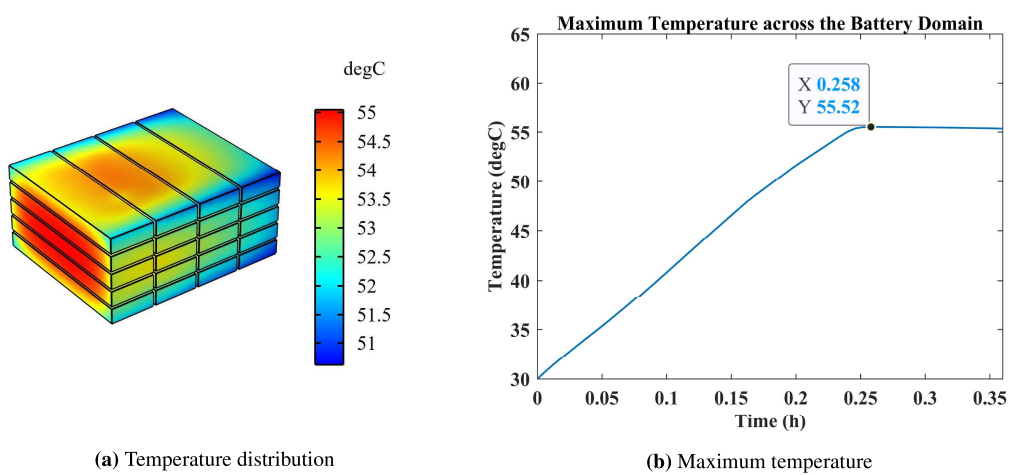 degC
55
54.5
54
53.5
53
52.5
52
51.5
51
(a) Temperature distribution
Maximum Temperature across the Battery Domain
65
60
55
50
45
40
35
30
Temperature (degC)
X 0.258
Y 55.52
0 0.05 0.1 0.15 0.2 0.25 0.3 0.35
Time (h)
(b) Maximum temperature